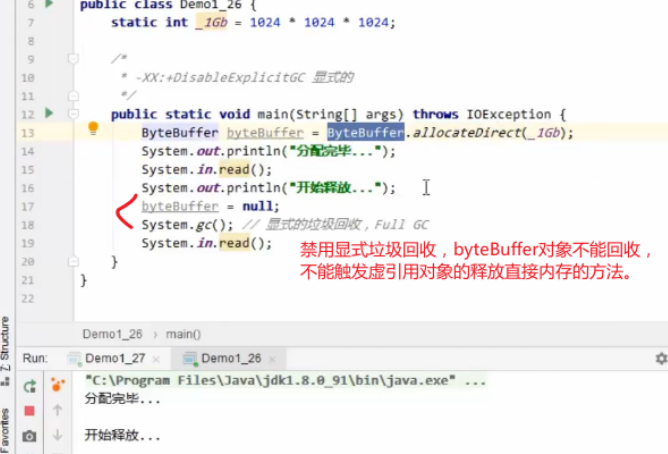 6 public class Demo1_26 {
7 static int _1Gb = 1024 * 1024 * 1024;
8
9 /*
10 * -XX:+DisableExplicitGC 显式的
11 */
12 public static void main(String[] args) throws IOException {
13 ByteBuffer byteBuffer = ByteBuffer.allocateDirect(_1Gb);
14 System.out.println("分配完毕...");
15 System.in.read();
16 System.out.println("开始释放...");
17 byteBuffer = null;
18 System.gc(); // 显式的垃圾回收,Full GC
19 System.in.read();
20 }
21 }
22
禁用显式垃圾回收,byteBuffer对象不能回收,
不能触发虚引用对象的释放直接内存的方法。
Demo1_26 › main()
Run: Demo1_27 × Demo1_26 ×
"C:\Program Files\Java\jdk1.8.0_91\bin\java.exe" ...
分配完毕...
开始释放...
Z: Structure
Favorites